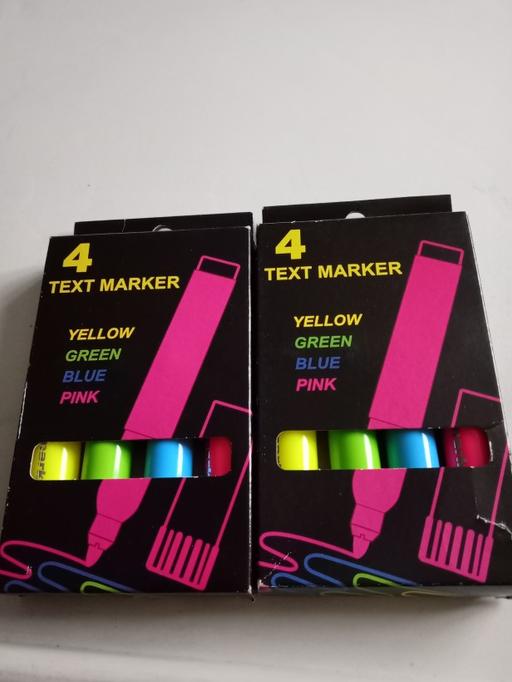 4
TEXT MARKER
YELLOW
GREEN
BLUE
PINK
4
TEXT MARKER
YELLOW
GREEN
BLUE
PINK